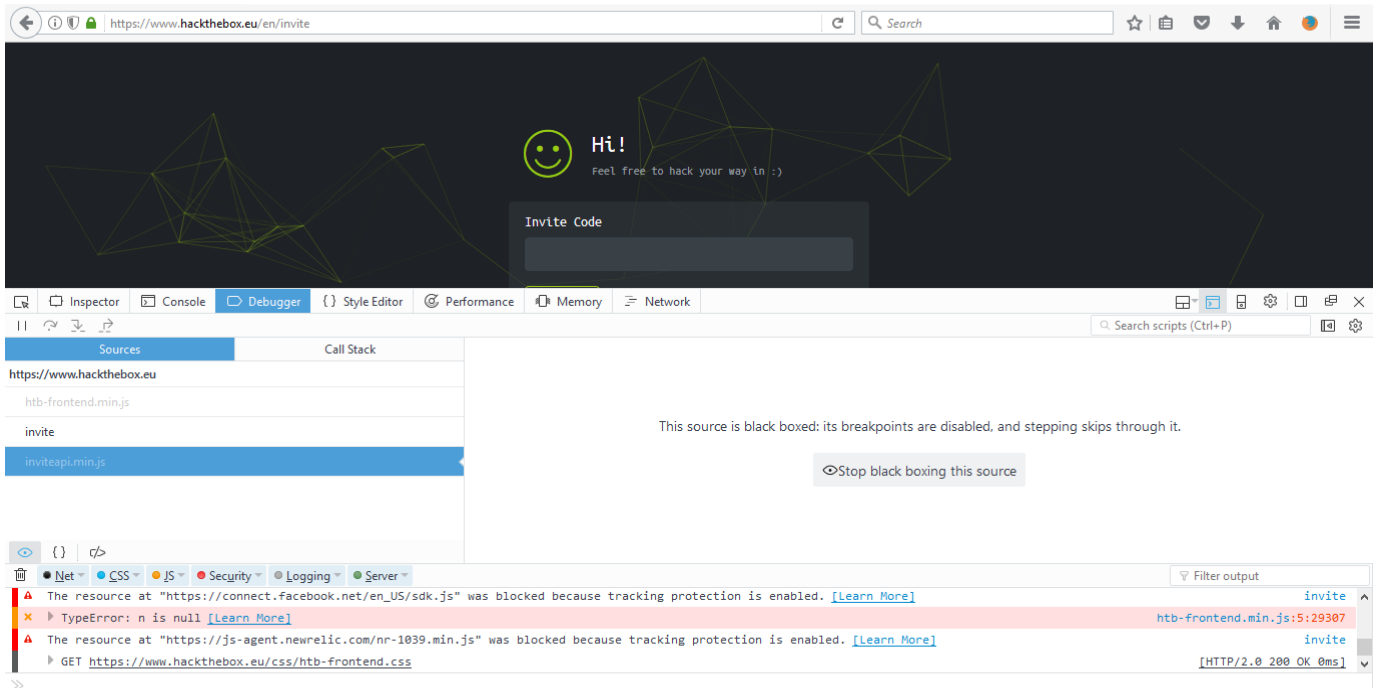 https://www.hackthebox.eu/en/invite
Search
Hi!
Feel free to hack your way in :)
Invite Code
Inspector Console Debugger { } Style Editor Performance Memory Network
Search scripts (Ctrl+P)
Sources Call Stack
https://www.hackthebox.eu
htb-frontend.min.js
invite
inviteapi.min.js
This source is black boxed: its breakpoints are disabled, and stepping skips through it.
Stop black boxing this source
{ }
Net CSS JS Security Logging Server Filter output
The resource at "https://connect.facebook.net/en_US/sdk.js" was blocked because tracking protection is enabled. [Learn More] invite
TypeError: n is null [Learn More] htb-frontend.min.js:5:29307
The resource at "https://js-agent.newrelic.com/nr-1039.min.js" was blocked because tracking protection is enabled. [Learn More] invite
GET https://www.hackthebox.eu/css/htb-frontend.css [HTTP/2.0 200 OK 0ms]